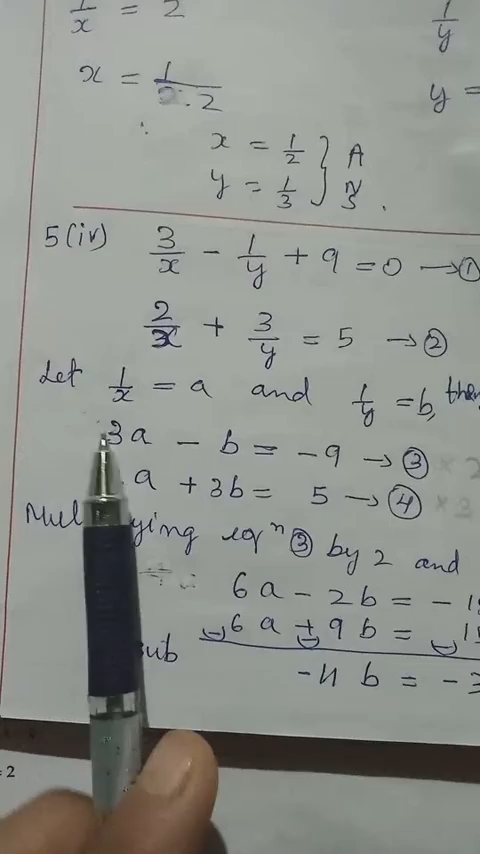 1/x = 2
1/y
x = 1/2
y =
x = 1/2 } A
y = 1/3 } N S.
5(iv) 3/x - 1/y + 9 = 0 → ①
2/x + 3/y = 5 → ②
Let 1/x = a and 1/y = b, then
3a - b = -9 → ③ × 2
a + 3b = 5 → ④ × 3
Mul ying eqⁿ ③ by 2 and
6a - 2b = -1
6a + 9b = 1
sub
-11 b = -3
= 2